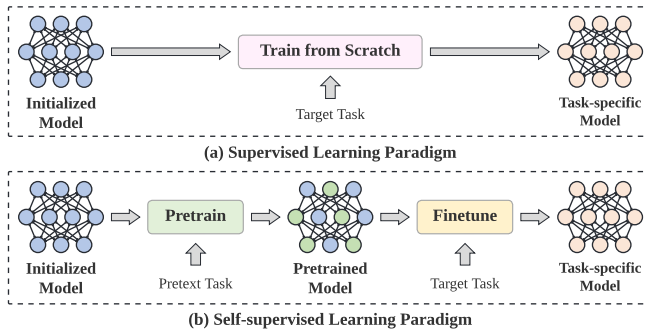 Train from Scratch
Initialized
Model
Target Task
Task-specific
Model
(a) Supervised Learning Paradigm
Pretrain
Finetune
Initialized
Model
Pretext Task
Pretrained
Model
Target Task
Task-specific
Model
(b) Self-supervised Learning Paradigm